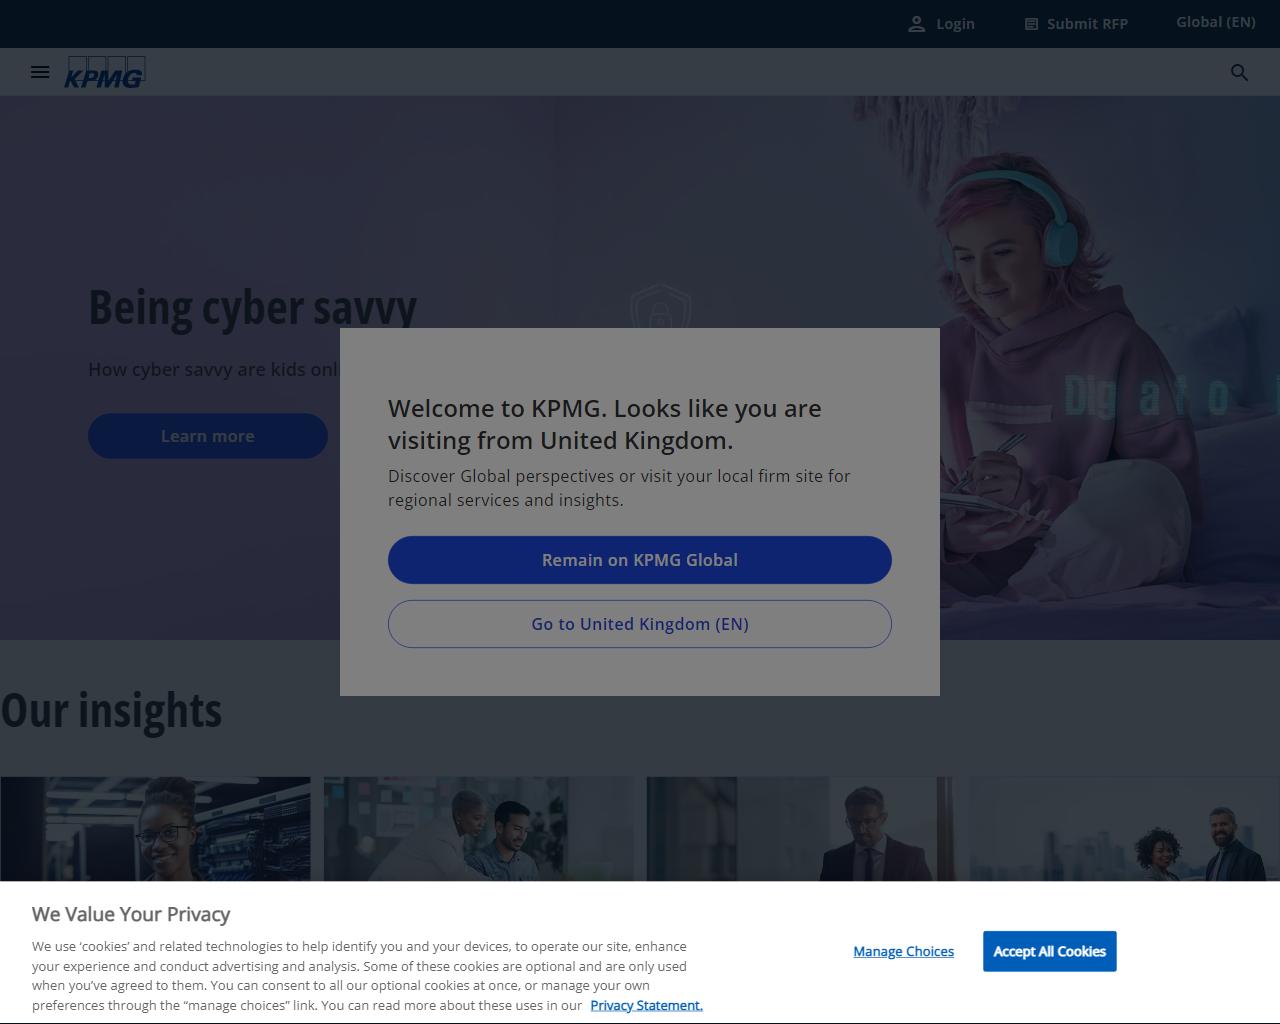 Login
Submit RFP
Global (EN)
KPMG
Being cyber savvy
How cyber savvy are kids onl
Learn more
Welcome to KPMG. Looks like you are
visiting from United Kingdom.
Discover Global perspectives or visit your local firm site for
regional services and insights.
Remain on KPMG Global
Go to United Kingdom (EN)
Our insights
We Value Your Privacy
We use ‘cookies’ and related technologies to help identify you and your devices, to operate our site, enhance
your experience and conduct advertising and analysis. Some of these cookies are optional and are only used
when you’ve agreed to them. You can consent to all our optional cookies at once, or manage your own
preferences through the “manage choices” link. You can read more about these uses in our Privacy Statement.
Manage Choices
Accept All Cookies